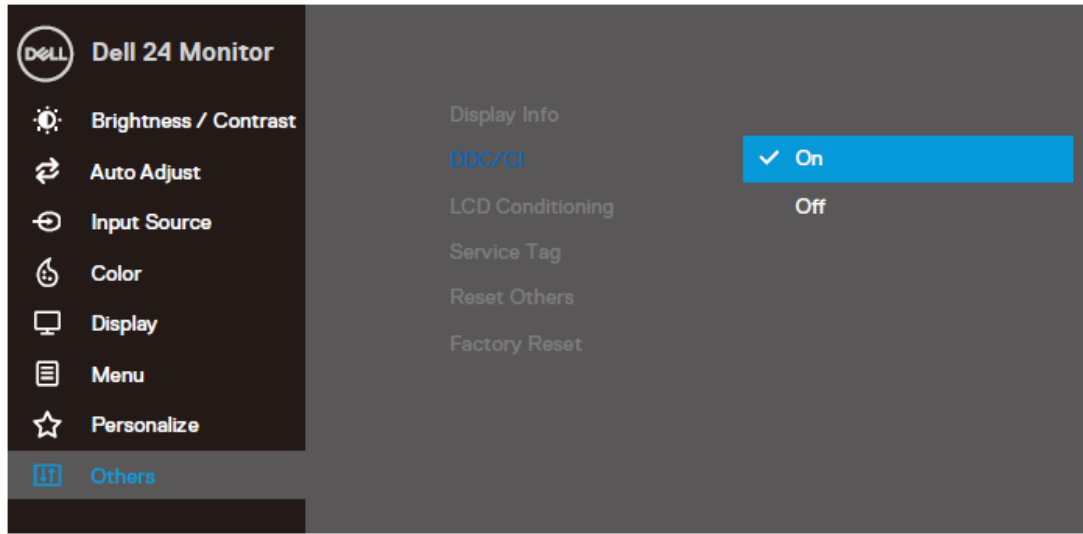 DELL
Dell 24 Monitor
Brightness / Contrast
Auto Adjust
Input Source
Color
Display
Menu
Personalize
Others
Display Info
DDC/CI
LCD Conditioning
Service Tag
Reset Others
Factory Reset
On
Off